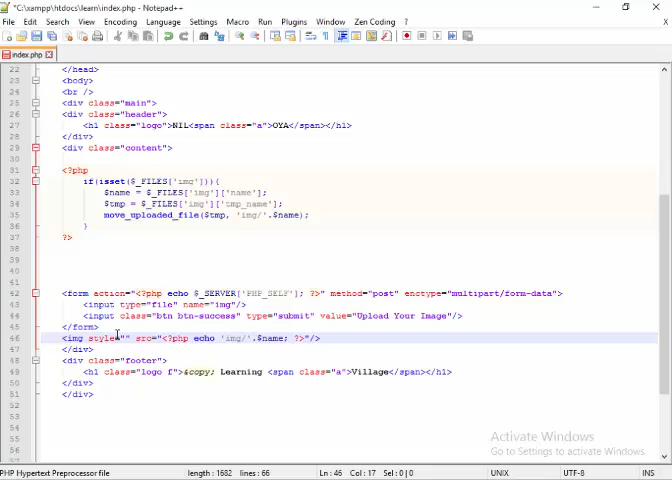 *C:\xampp\htdocs\learn\index.php - Notepad++
File Edit Search View Encoding Language Settings Macro Run Plugins Window Zen Coding ? X
index.php
22 </head>
23 <body>
24 <br />
25 <div class="main">
26 <div class="header">
27 <h1 class="logo">NIL<span class="a">OYA</span></h1>
28 </div>
29 <div class="content">
30
31 <?php
32 if(isset($_FILES['img'])){
33 $name = $_FILES['img']['name'];
34 $tmp = $_FILES['img']['tmp_name'];
35 move_uploaded_file($tmp, 'img/'.$name);
36 }
37 ?>
38
39
40
41
42 <form action="<?php echo $_SERVER['PHP_SELF']; ?>" method="post" enctype="multipart/form-data">
43 <input type="file" name="img"/>
44 <input class="btn btn-success" type="submit" value="Upload Your Image"/>
45 </form>
46 <img style="" src="<?php echo 'img/'.$name; ?>"/>
47 </div>
48 <div class="footer">
49 <h1 class="logo f">&copy; Learning <span class="a">Village</span></h1>
50 </div>
51 </div>
52
53
54
55
56
Activate Windows
Go to Settings to activate Windows.
PHP Hypertext Preprocessor file length : 1682 lines : 66 Ln : 46 Col : 17 Sel : 0 | 0 UNIX UTF-8 INS